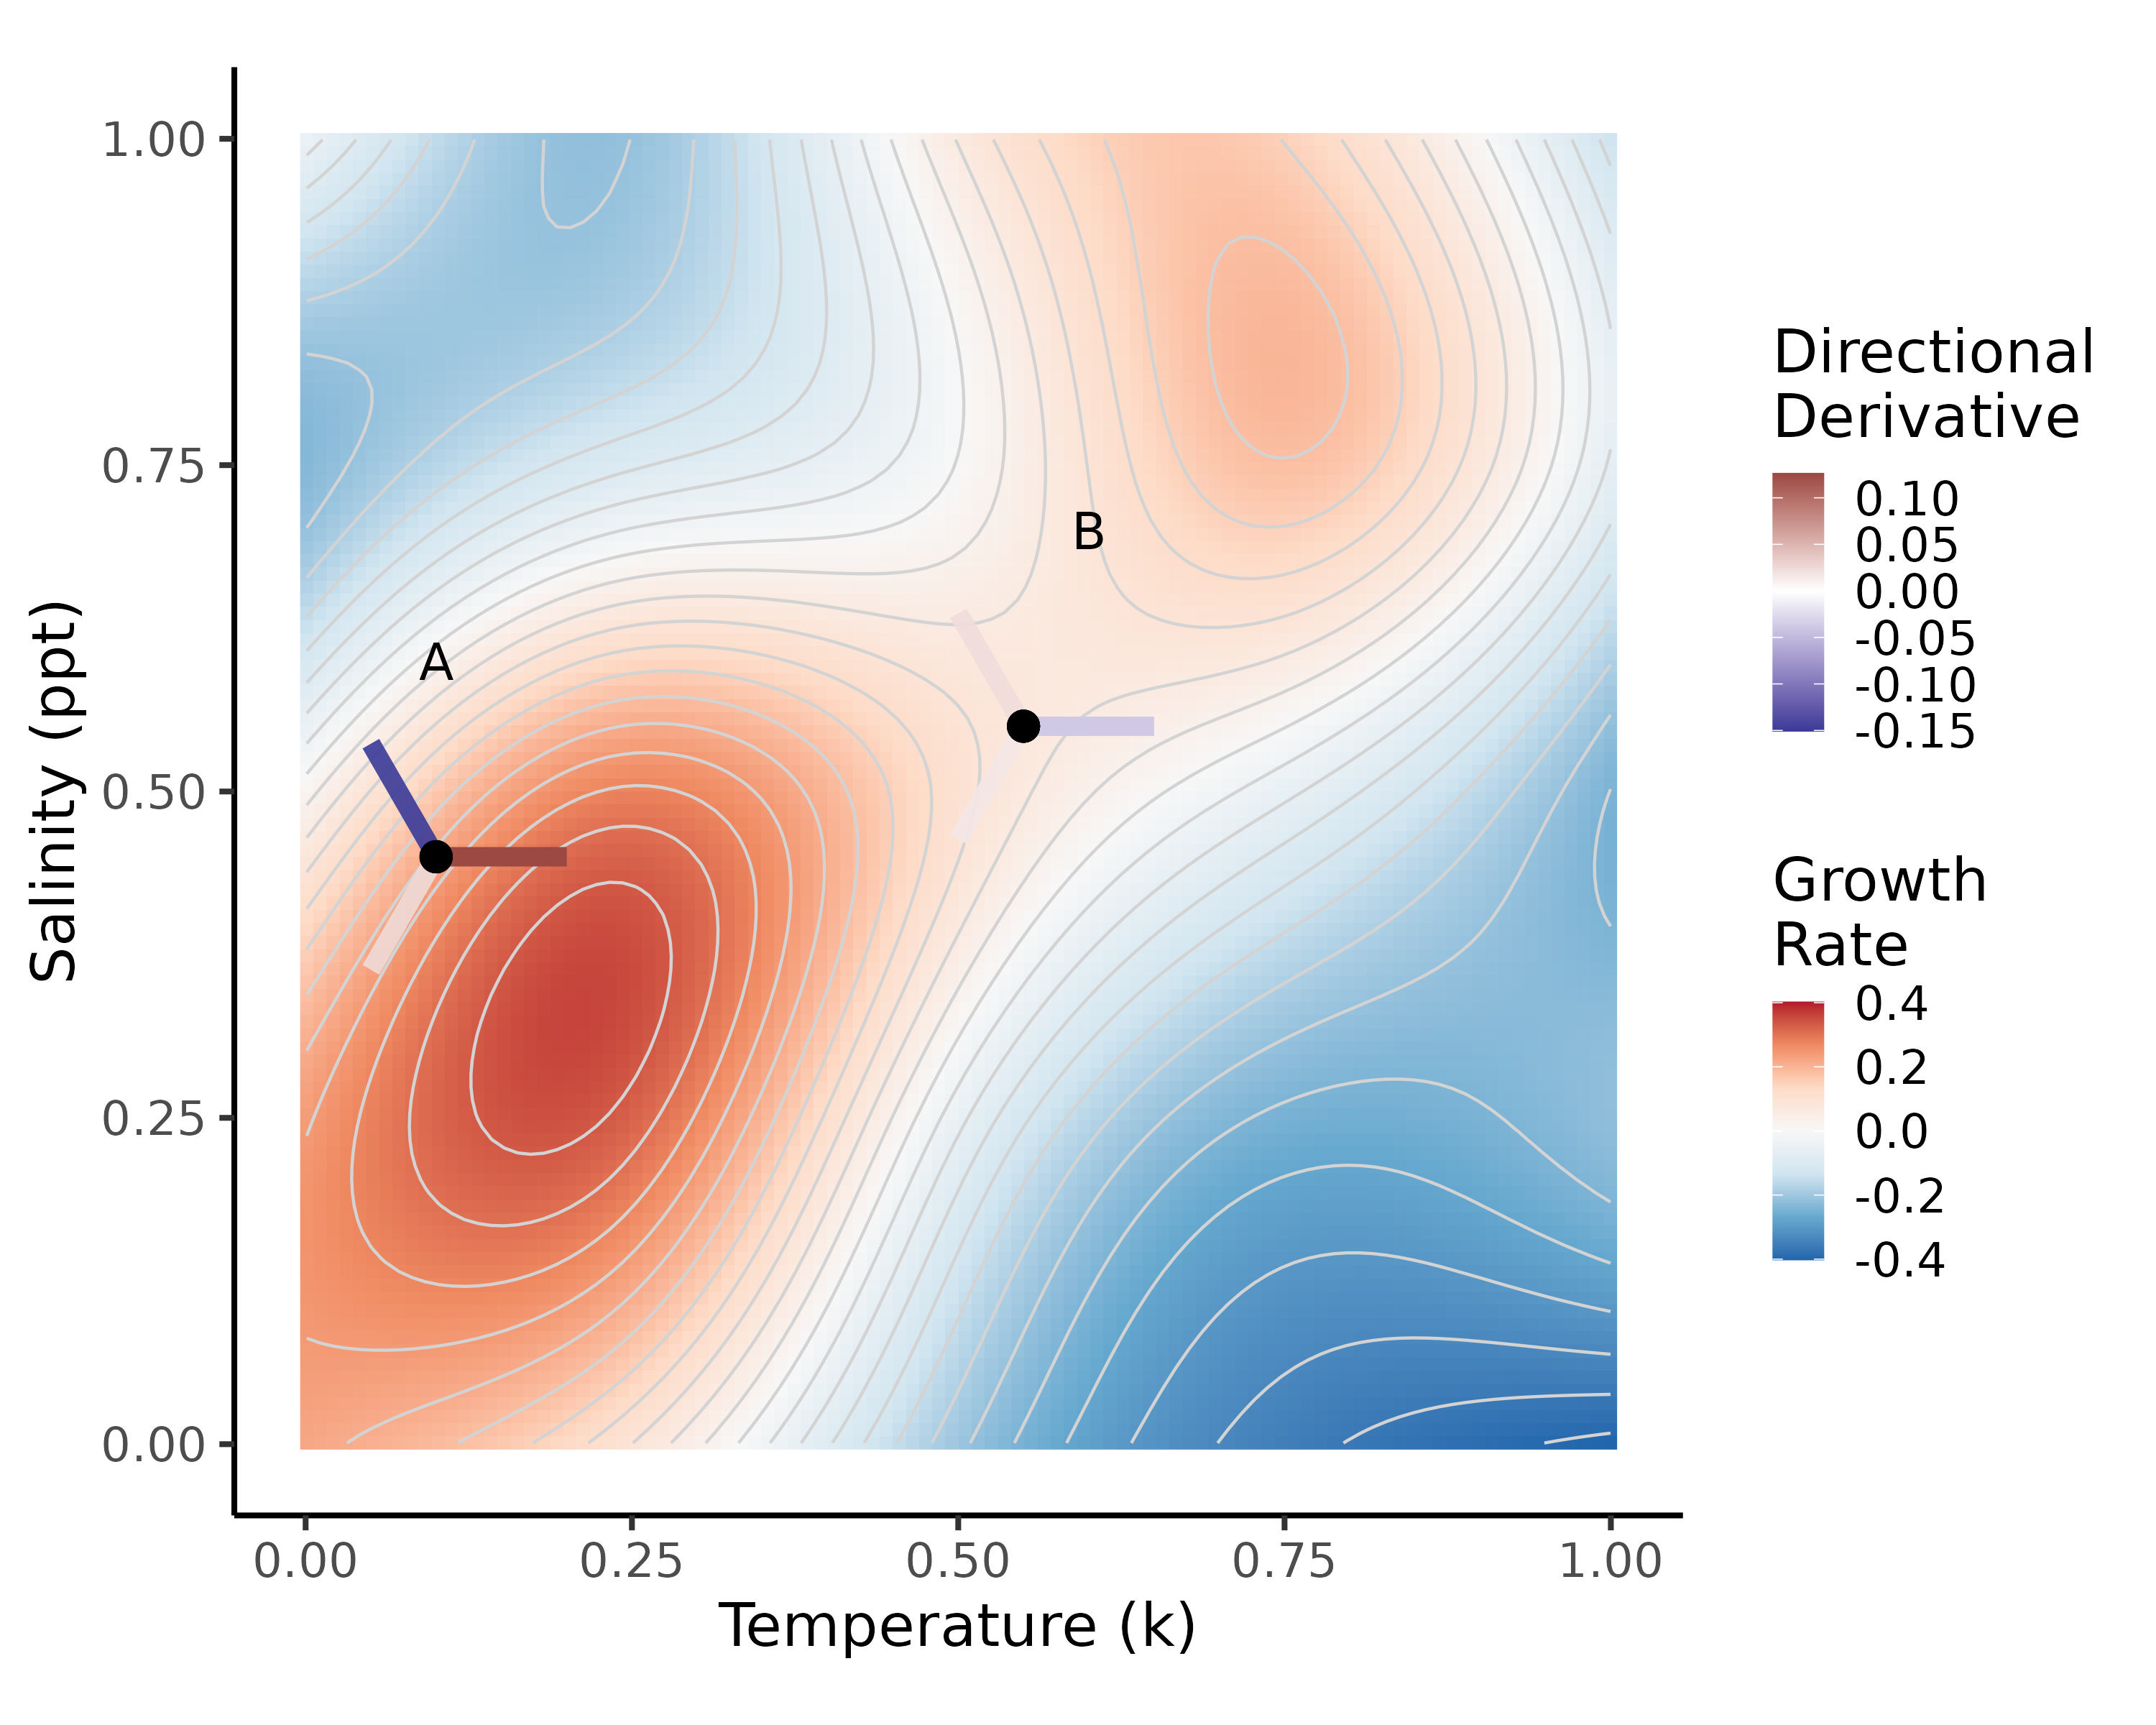 1.00
0.75
0.50
0.25
0.00
Salinity (ppt)
A
B
0.00 0.25 0.50 0.75 1.00
Temperature (k)
Directional
Derivative
0.10
0.05
0.00
-0.05
-0.10
-0.15
Growth
Rate
0.4
0.2
0.0
-0.2
-0.4